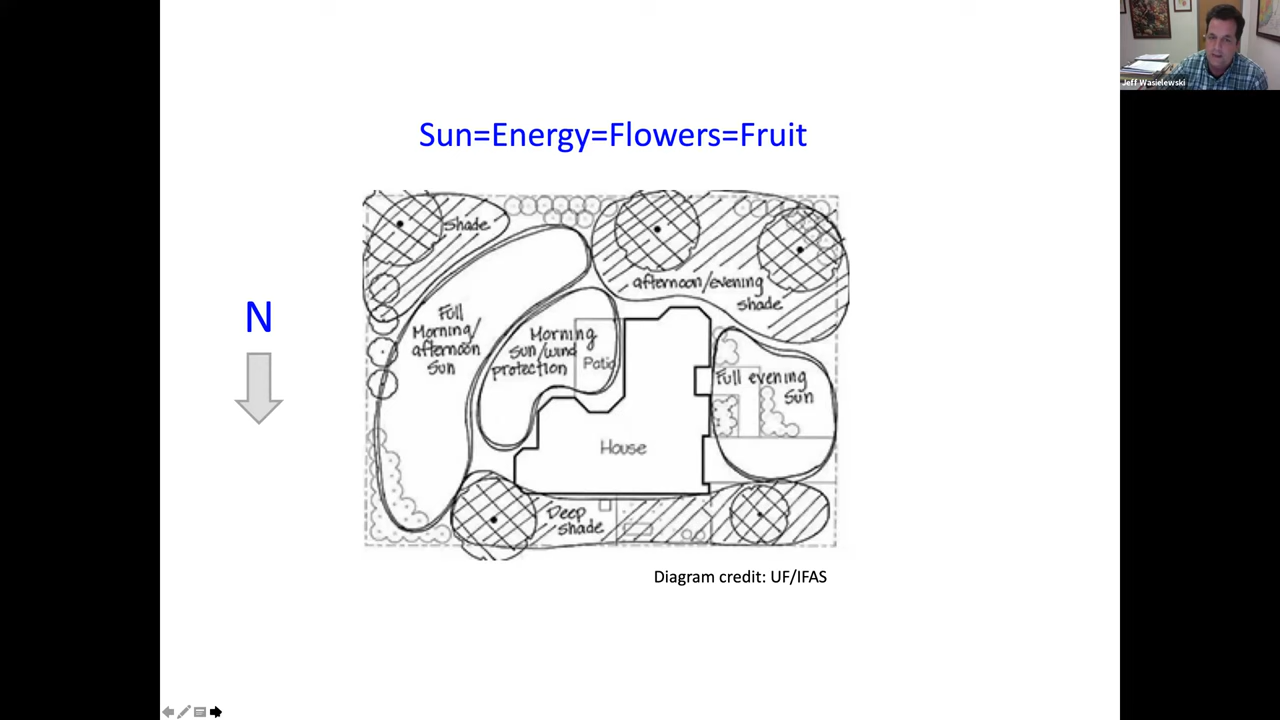 Jeff Wasielewski
Sun=Energy=Flowers=Fruit
N
shade
afternoon/evening
shade
Full
Morning/
afternoon
Sun
Morning
Sun/wind
protection
Patio
Full evening
Sun
House
Deep
shade
Diagram credit: UF/IFAS